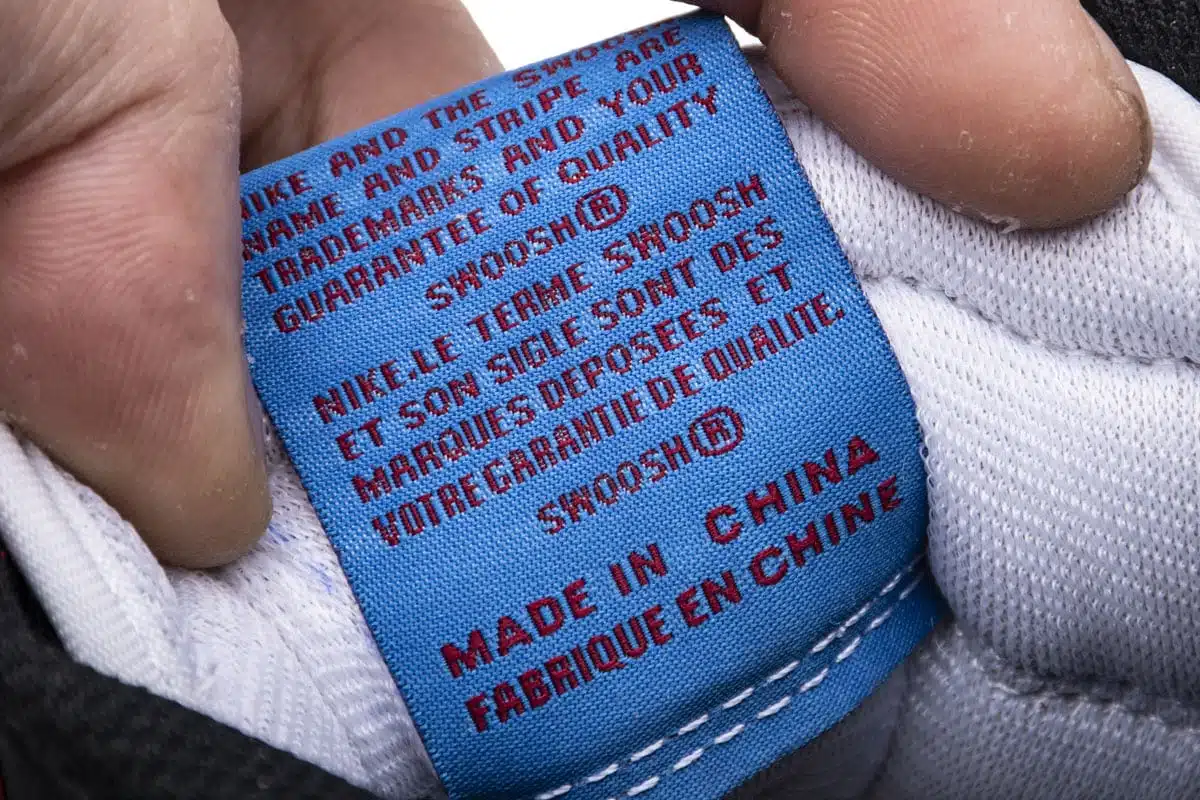 NIKE AND THE SWOOSH
NAME AND STRIPE ARE
TRADEMARKS AND YOUR
GUARANTEE OF QUALITY
SWOOSH®
NIKE.LE TERME SWOOSH
ET SON SIGLE SONT DES
MARQUES DEPOSEES ET
VOTRE GARANTIE DE QUALITE.
SWOOSH®
MADE IN CHINA
FABRIQUE EN CHINE